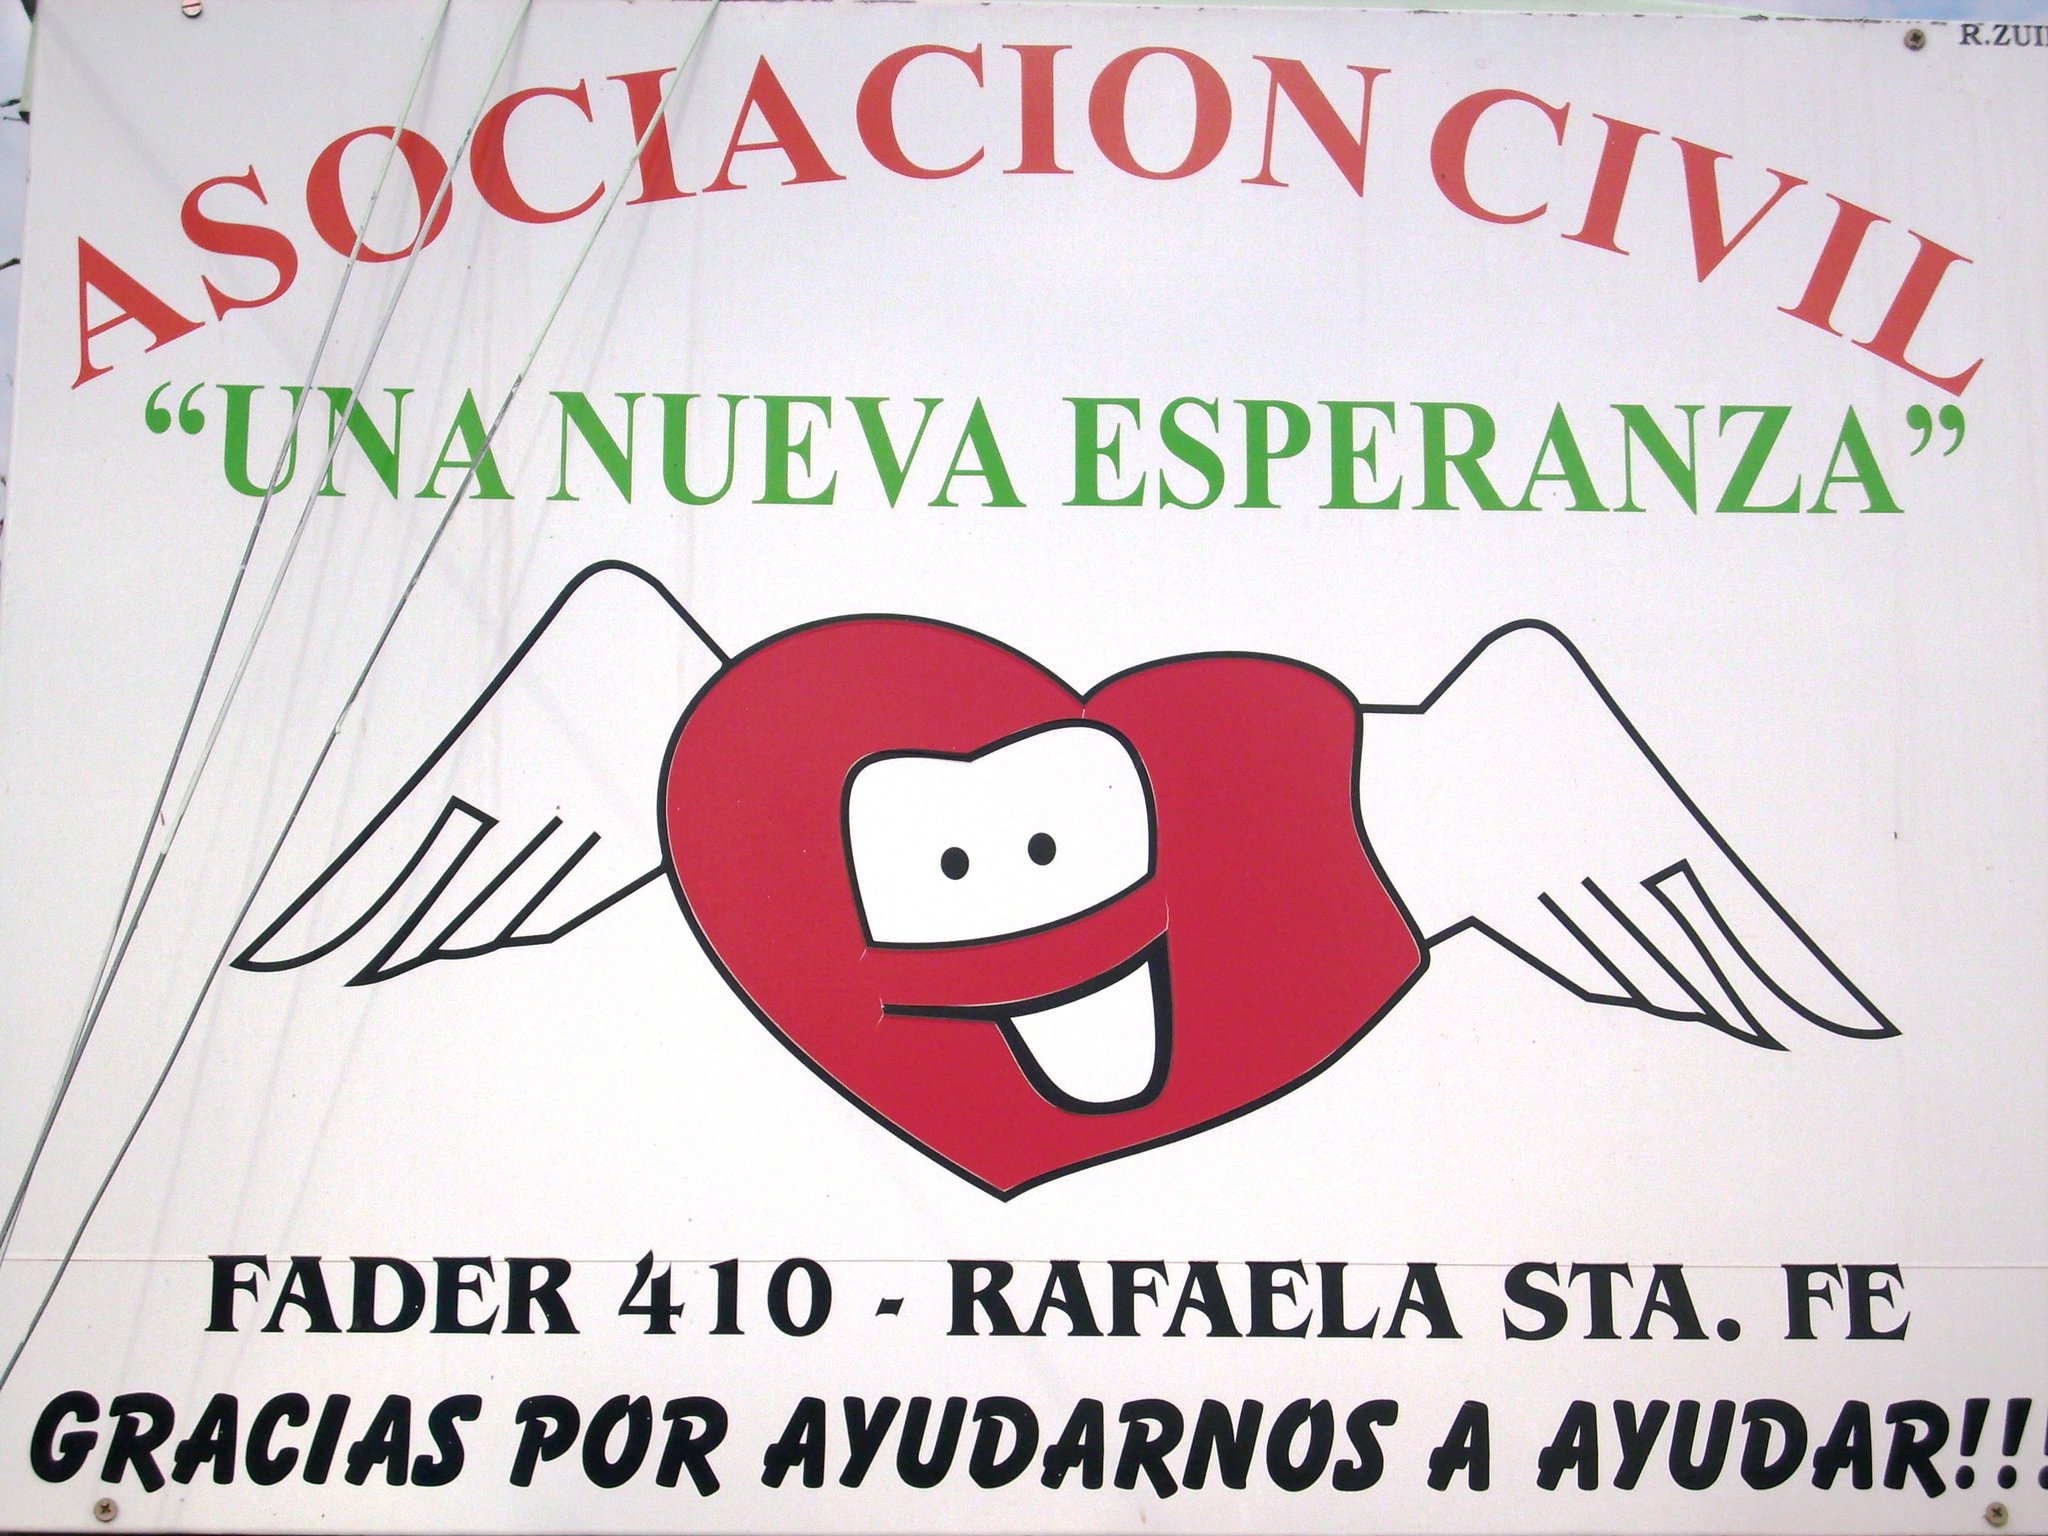 ASOCIACION CIVIL
“UNA NUEVA ESPERANZA”
FADER 410 - RAFAELA STA. FE
GRACIAS POR AYUDARNOS A AYUDAR!!!